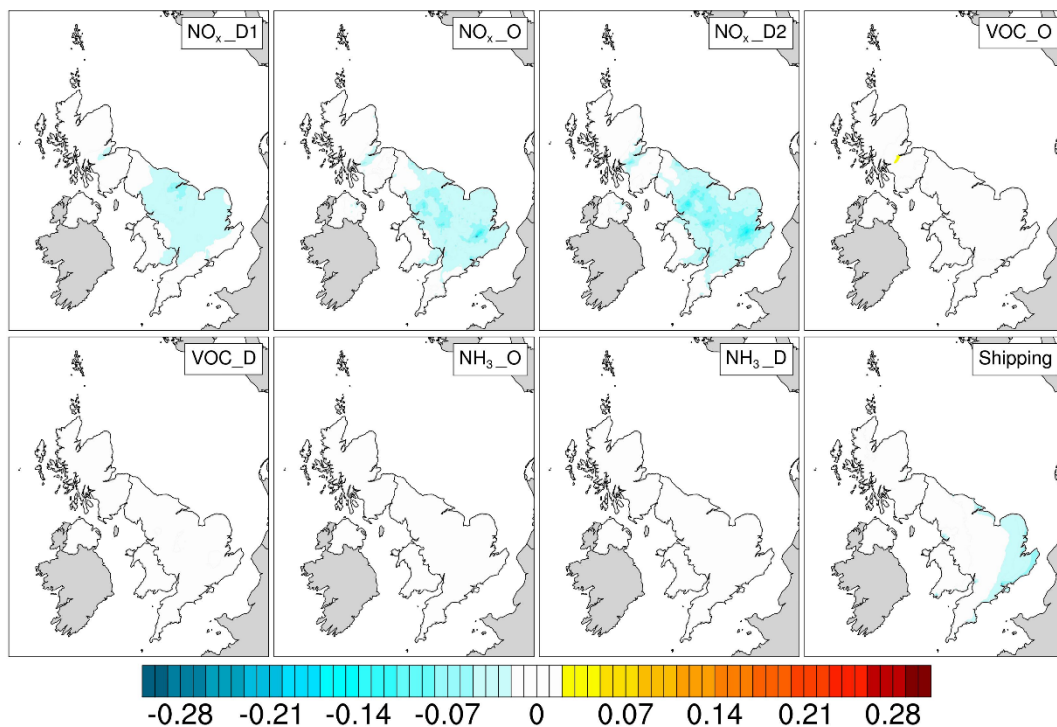 NOₓ_D1
NOₓ_O
NOₓ_D2
VOC_O
VOC_D
NH₃_O
NH₃_D
Shipping
-0.28 -0.21 -0.14 -0.07 0 0.07 0.14 0.21 0.28